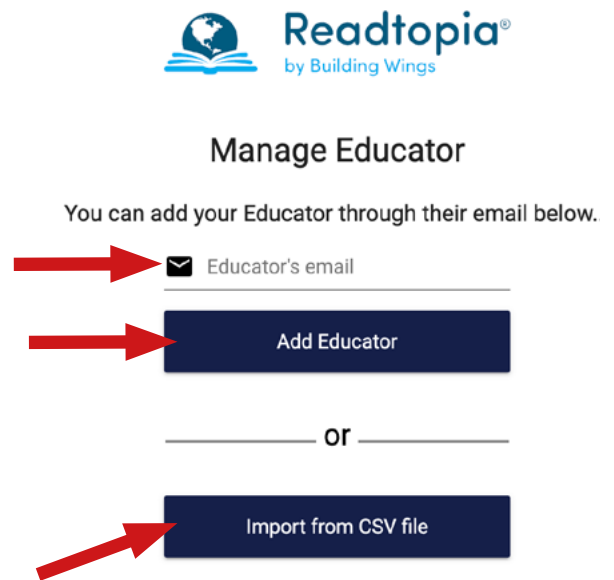 Readtopia®
by Building Wings
Manage Educator
You can add your Educator through their email below..
Educator's email
Add Educator
or
Import from CSV file